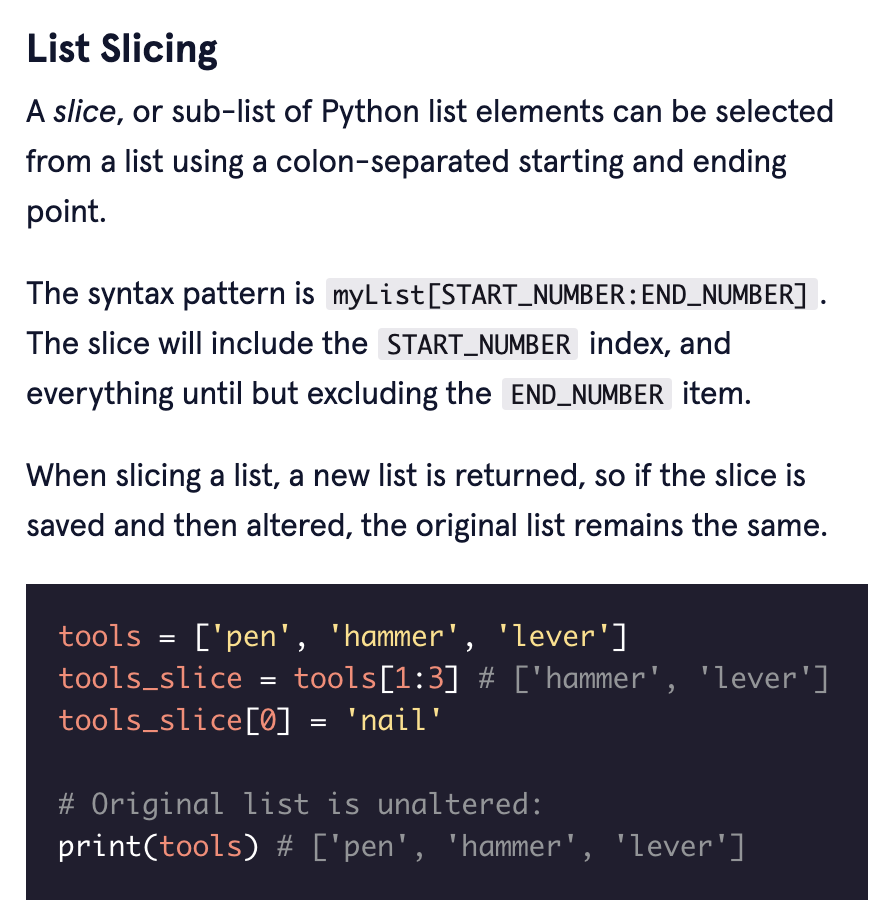 List Slicing
A slice, or sub-list of Python list elements can be selected
from a list using a colon-separated starting and ending
point.
The syntax pattern is myList[START_NUMBER:END_NUMBER].
The slice will include the START_NUMBER index, and
everything until but excluding the END_NUMBER item.
When slicing a list, a new list is returned, so if the slice is
saved and then altered, the original list remains the same.
tools = ['pen', 'hammer', 'lever']
tools_slice = tools[1:3] # ['hammer', 'lever']
tools_slice[0] = 'nail'
# Original list is unaltered:
print(tools) # ['pen', 'hammer', 'lever']